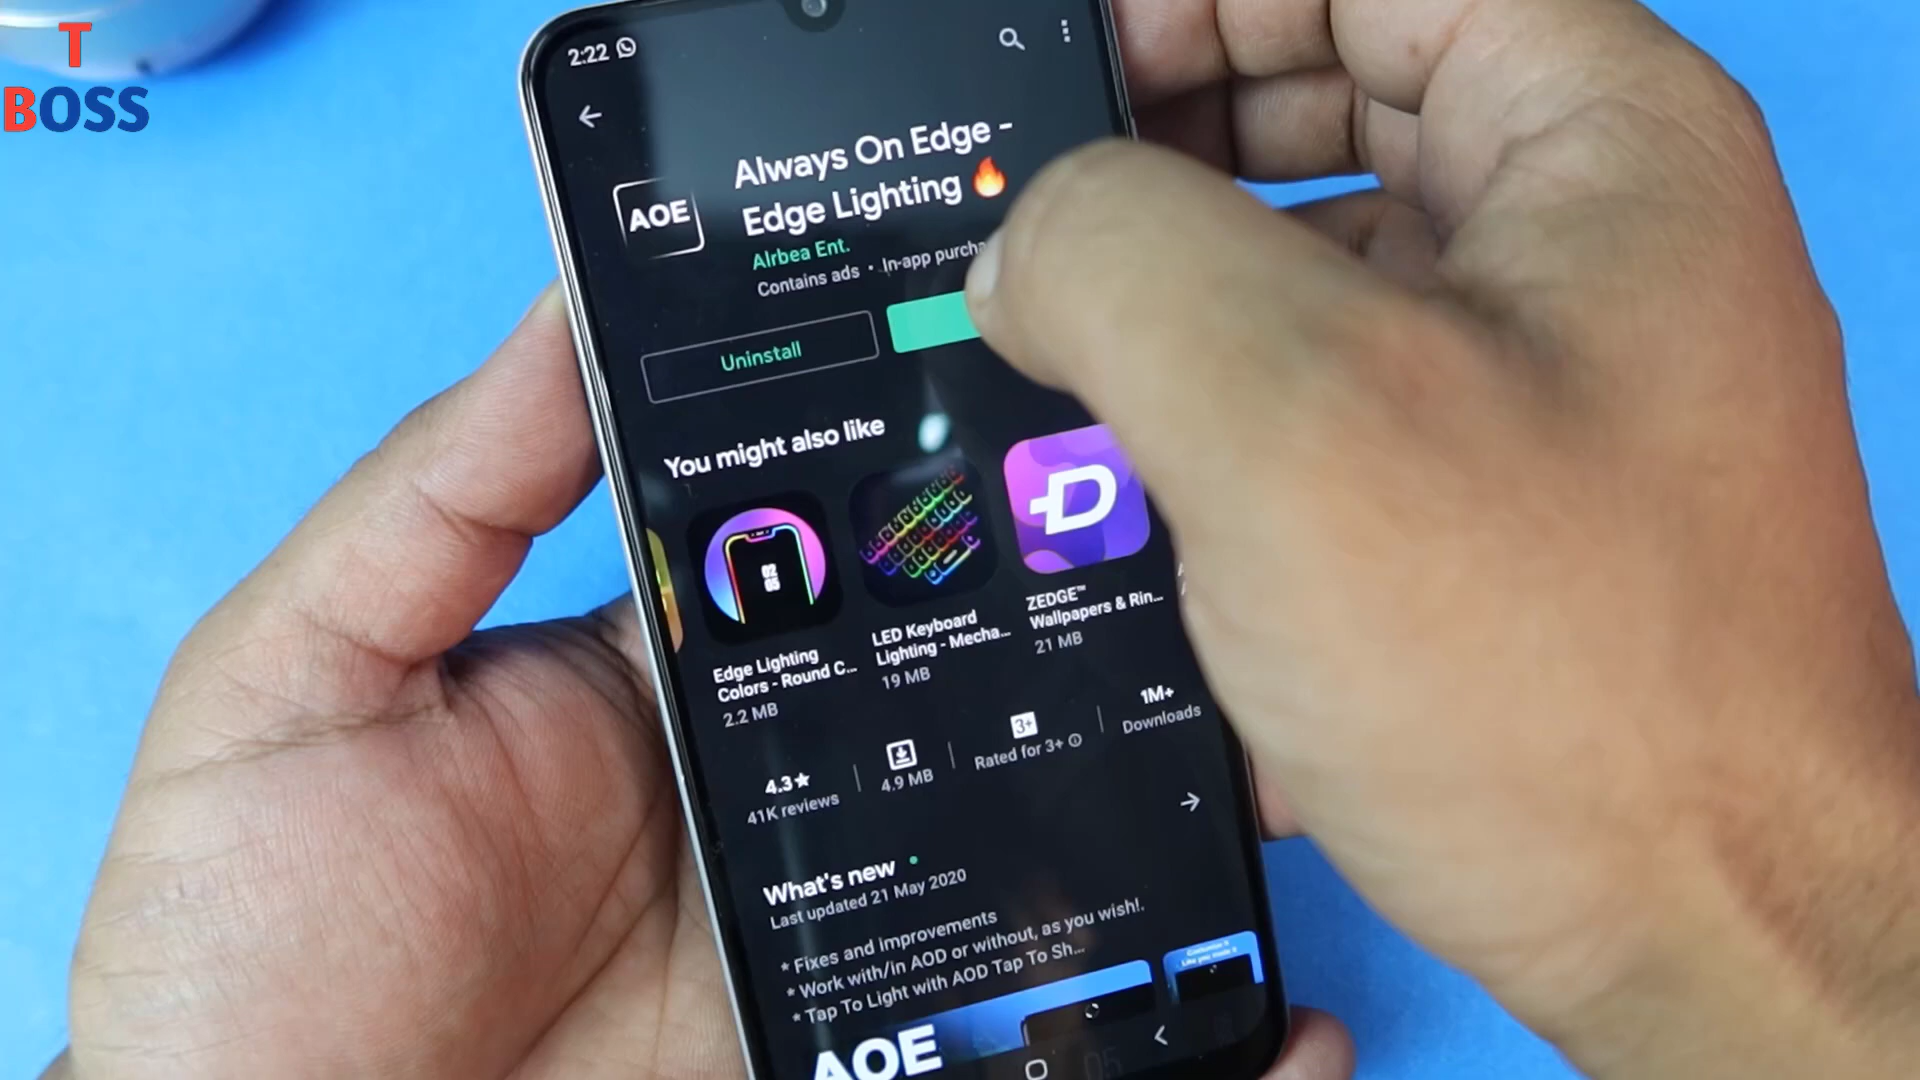 T
BOSS
2:22
AOE
Always On Edge -
Edge Lighting 🔥
Alrbea Ent.
Contains ads • In-app purcha
Uninstall
You might also like
02
05
Edge Lighting
Colors - Round C...
2.2 MB
LED Keyboard
Lighting - Mecha...
19 MB
ZEDGE™
Wallpapers & Rin...
21 MB
4.3★
41K reviews
4.9 MB
3+
Rated for 3+
1M+
Downloads
What's new
Last updated 21 May 2020
* Fixes and improvements
* Work with/in AOD or without, as you wish!.
* Tap To Light with AOD Tap To Sh...
AOE